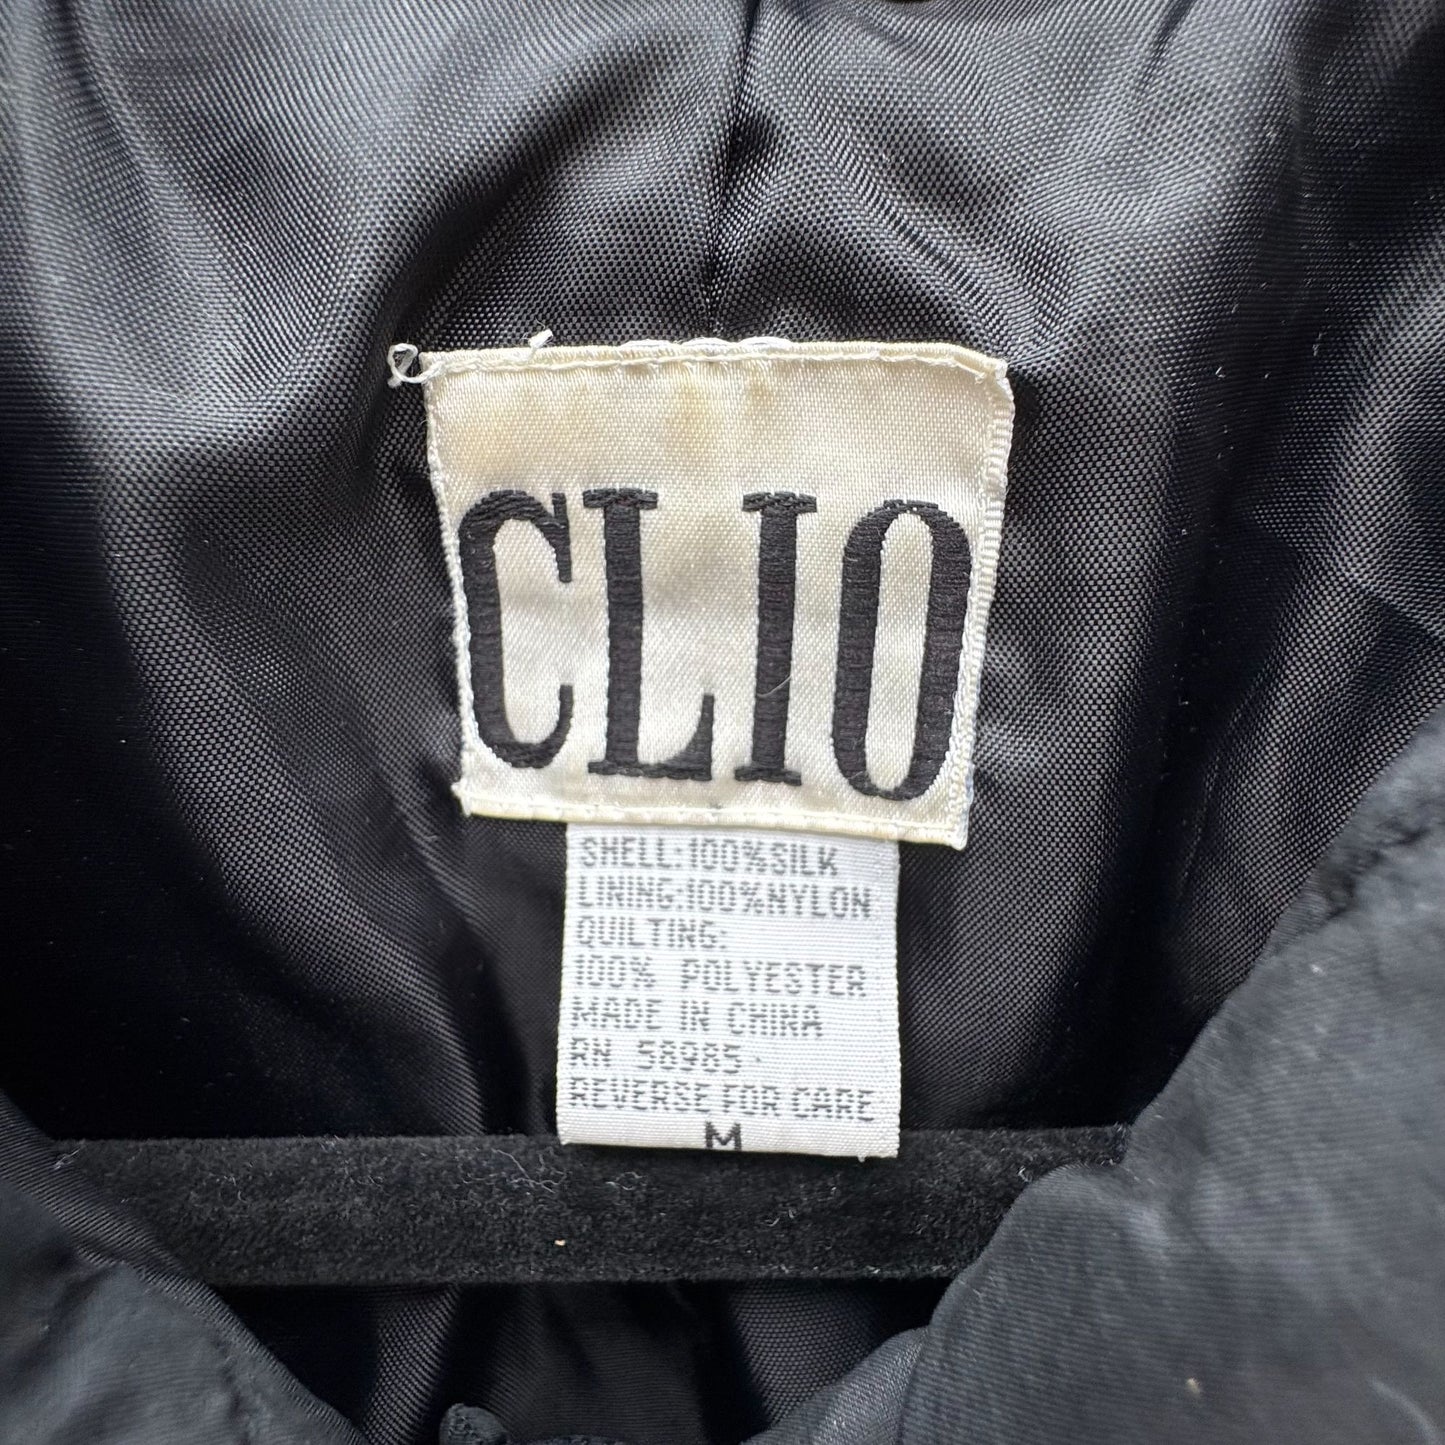 CLIO
SHELL:100%SILK
LINING:100%NYLON
QUILTING:
100% POLYESTER
MADE IN CHINA
RN 58985
REVERSE FOR CARE
M